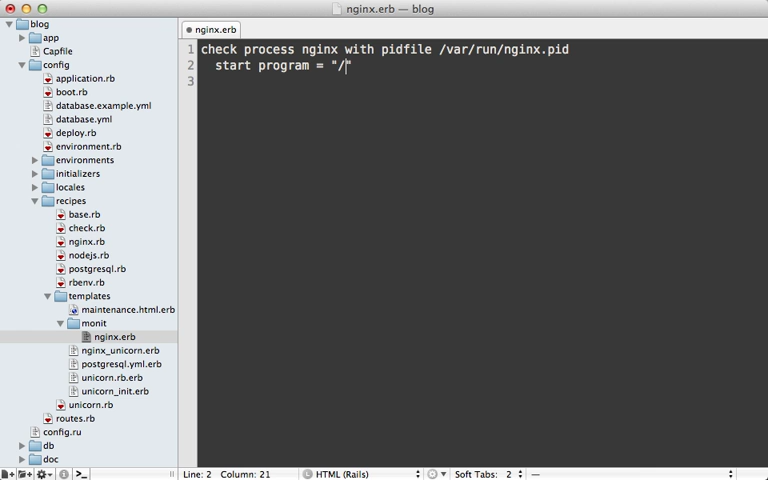 nginx.erb — blog
blog
app
Capfile
config
application.rb
boot.rb
database.example.yml
database.yml
deploy.rb
environment.rb
environments
initializers
locales
recipes
base.rb
check.rb
nginx.rb
nodejs.rb
postgresql.rb
rbenv.rb
templates
maintenance.html.erb
monit
nginx.erb
nginx_unicorn.erb
postgresql.yml.erb
unicorn.rb.erb
unicorn_init.erb
unicorn.rb
routes.rb
config.ru
db
doc
nginx.erb
1 check process nginx with pidfile /var/run/nginx.pid
2 start program = "/"
3
Line: 2 Column: 21 HTML (Rails) Soft Tabs: 2 —